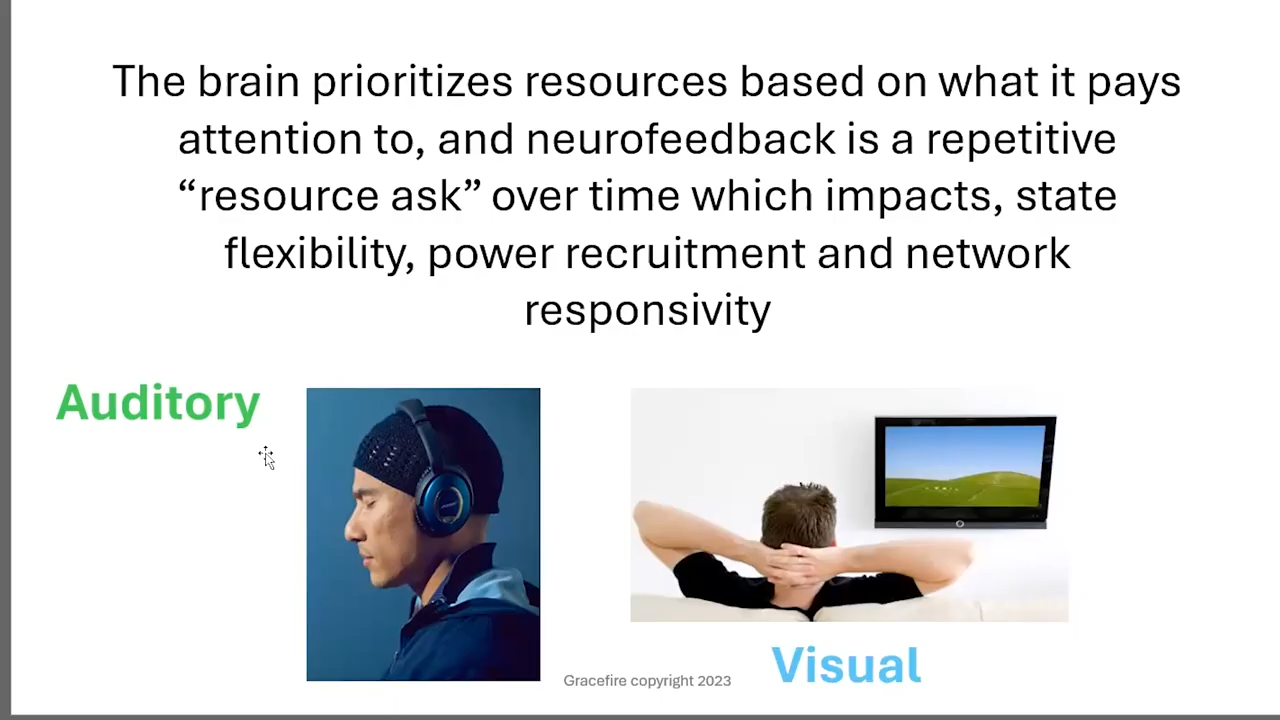 The brain prioritizes resources based on what it pays
attention to, and neurofeedback is a repetitive
“resource ask” over time which impacts, state
flexibility, power recruitment and network
responsivity
Auditory
Visual
Gracefire copyright 2023